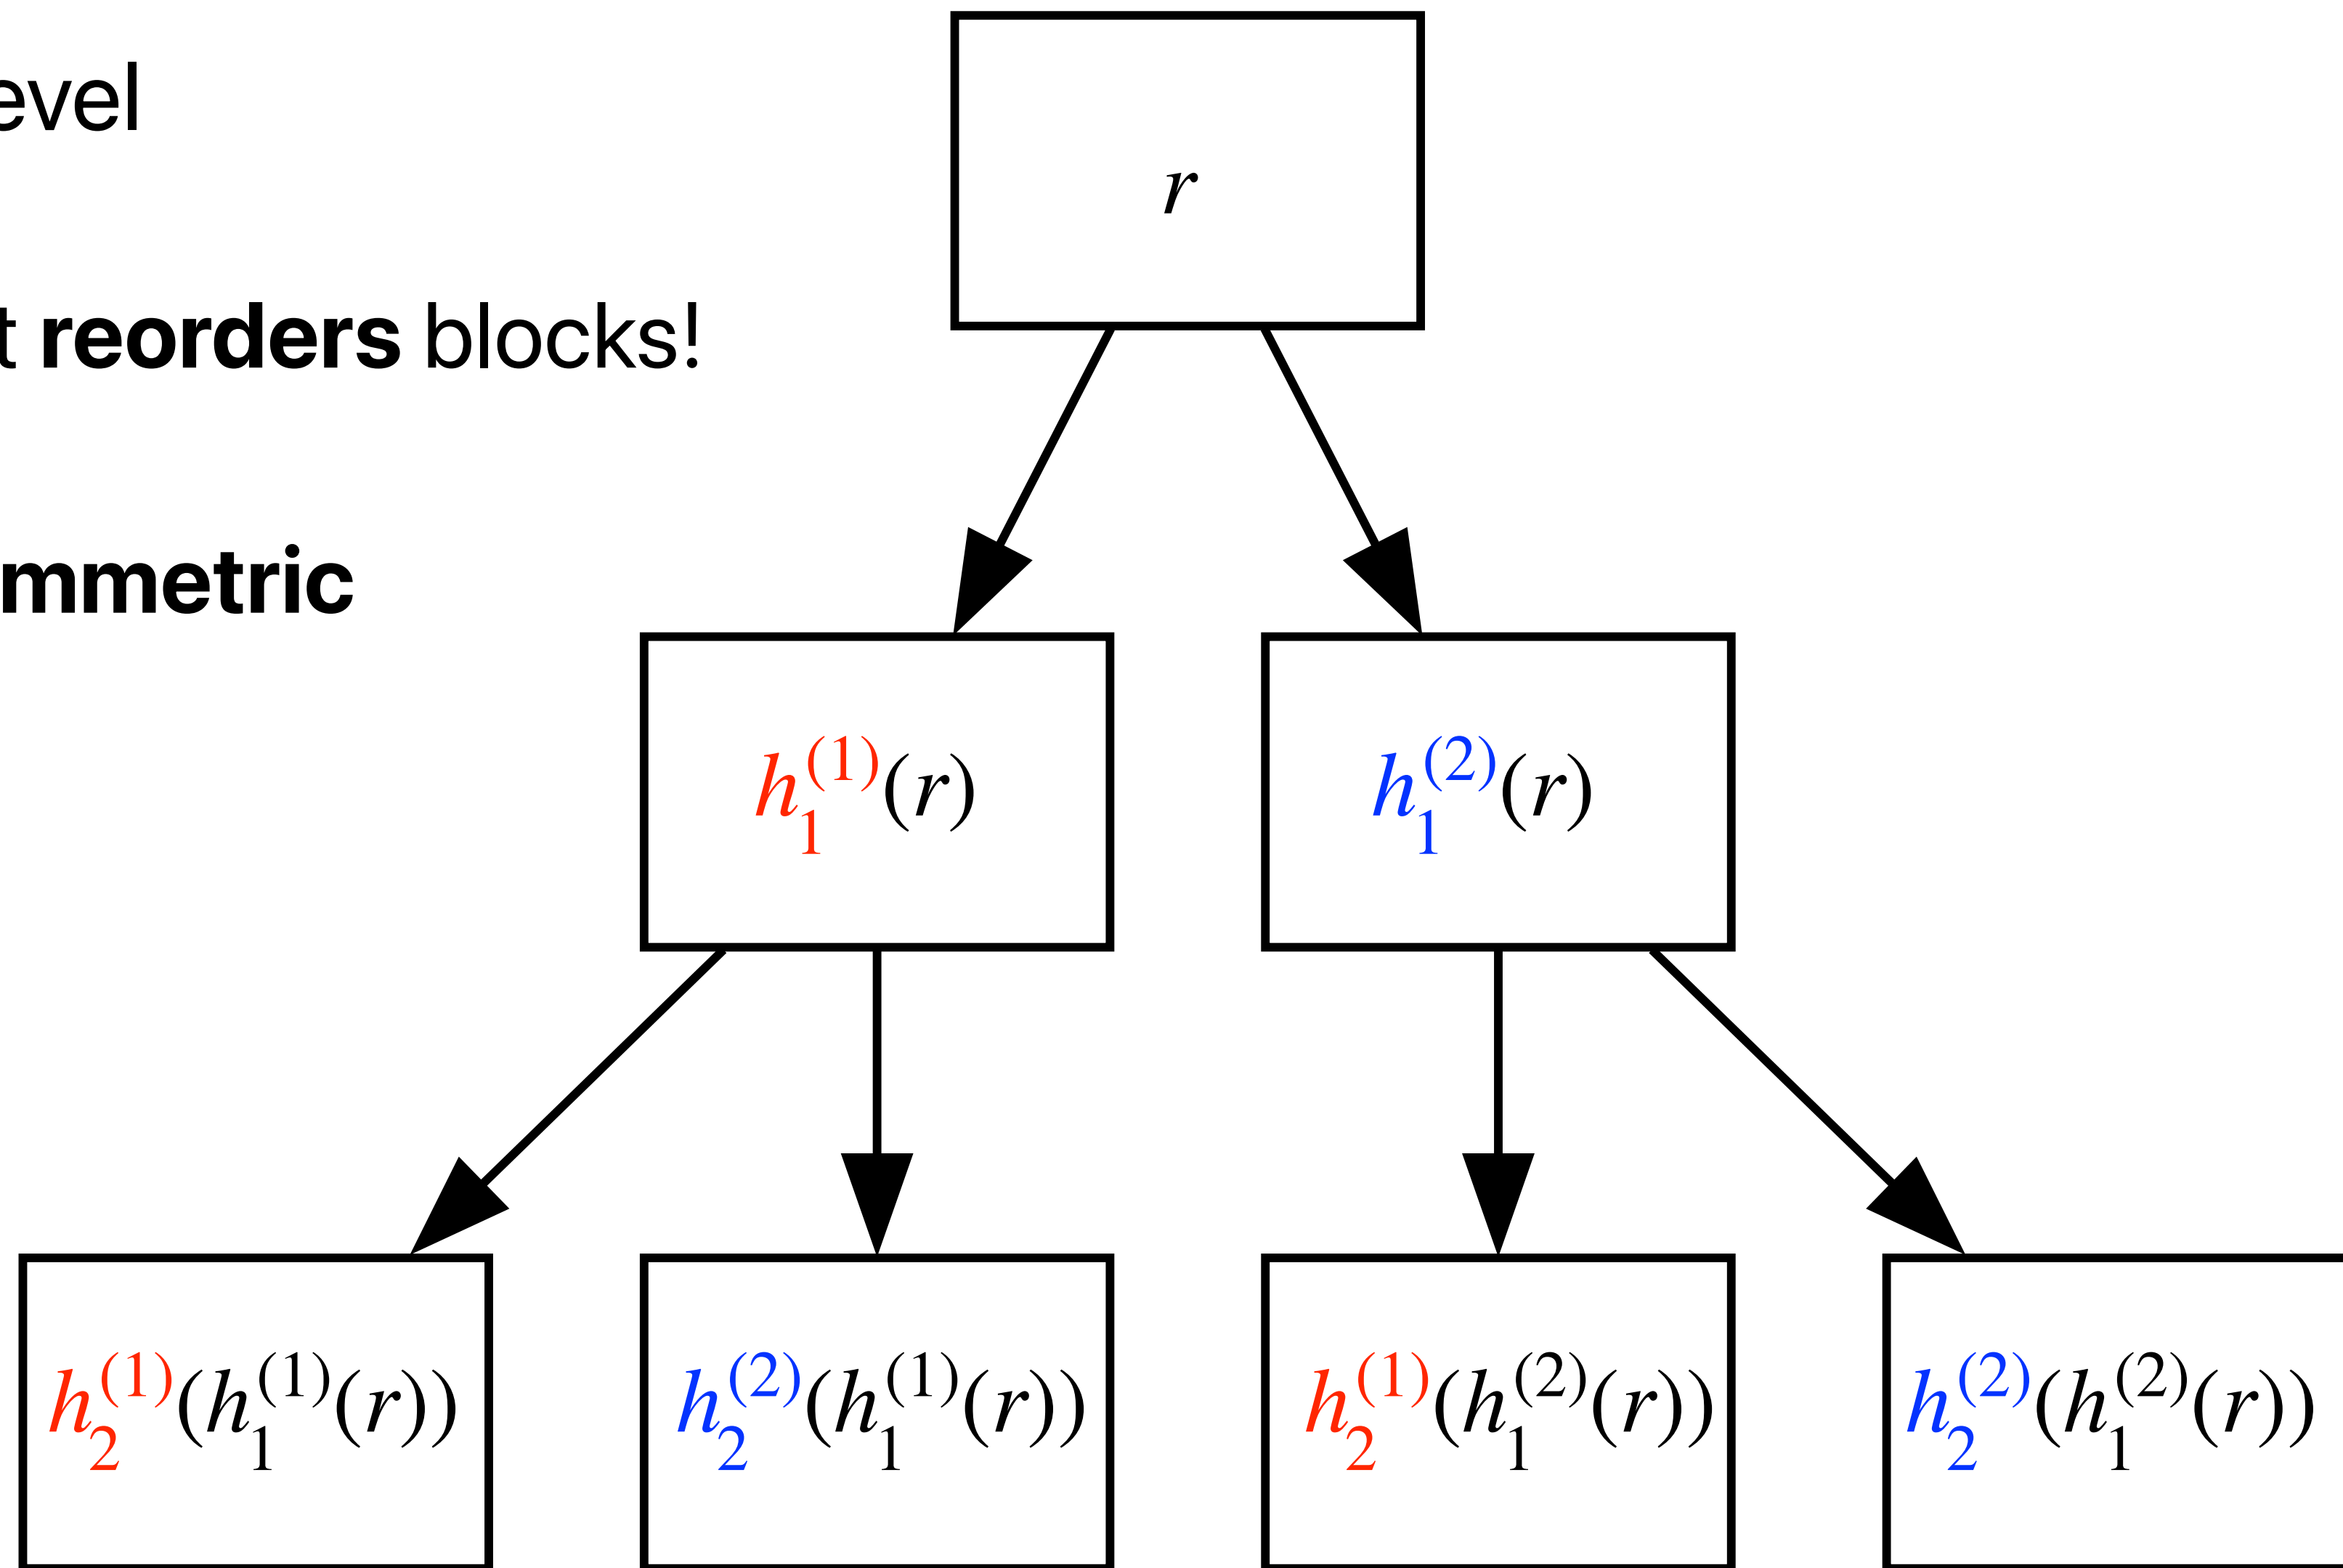 evel
t reorders blocks!
mmetric
r
h_1^{(1)}(r)
h_1^{(2)}(r)
h_2^{(1)}(h_1^{(1)}(r))
h_2^{(2)}(h_1^{(1)}(r))
h_2^{(1)}(h_1^{(2)}(r))
h_2^{(2)}(h_1^{(2)}(r))